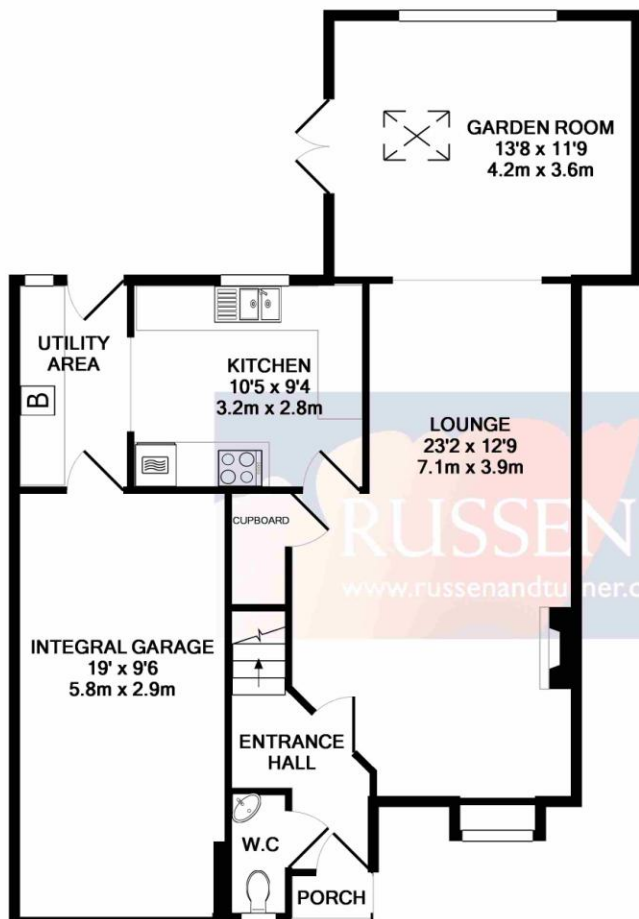 GARDEN ROOM
13'8 x 11'9
4.2m x 3.6m
UTILITY
AREA
B
KITCHEN
10'5 x 9'4
3.2m x 2.8m
LOUNGE
23'2 x 12'9
7.1m x 3.9m
CUPBOARD
RUSSEN
www.russenandturner.c
INTEGRAL GARAGE
19' x 9'6
5.8m x 2.9m
ENTRANCE
HALL
W.C
PORCH